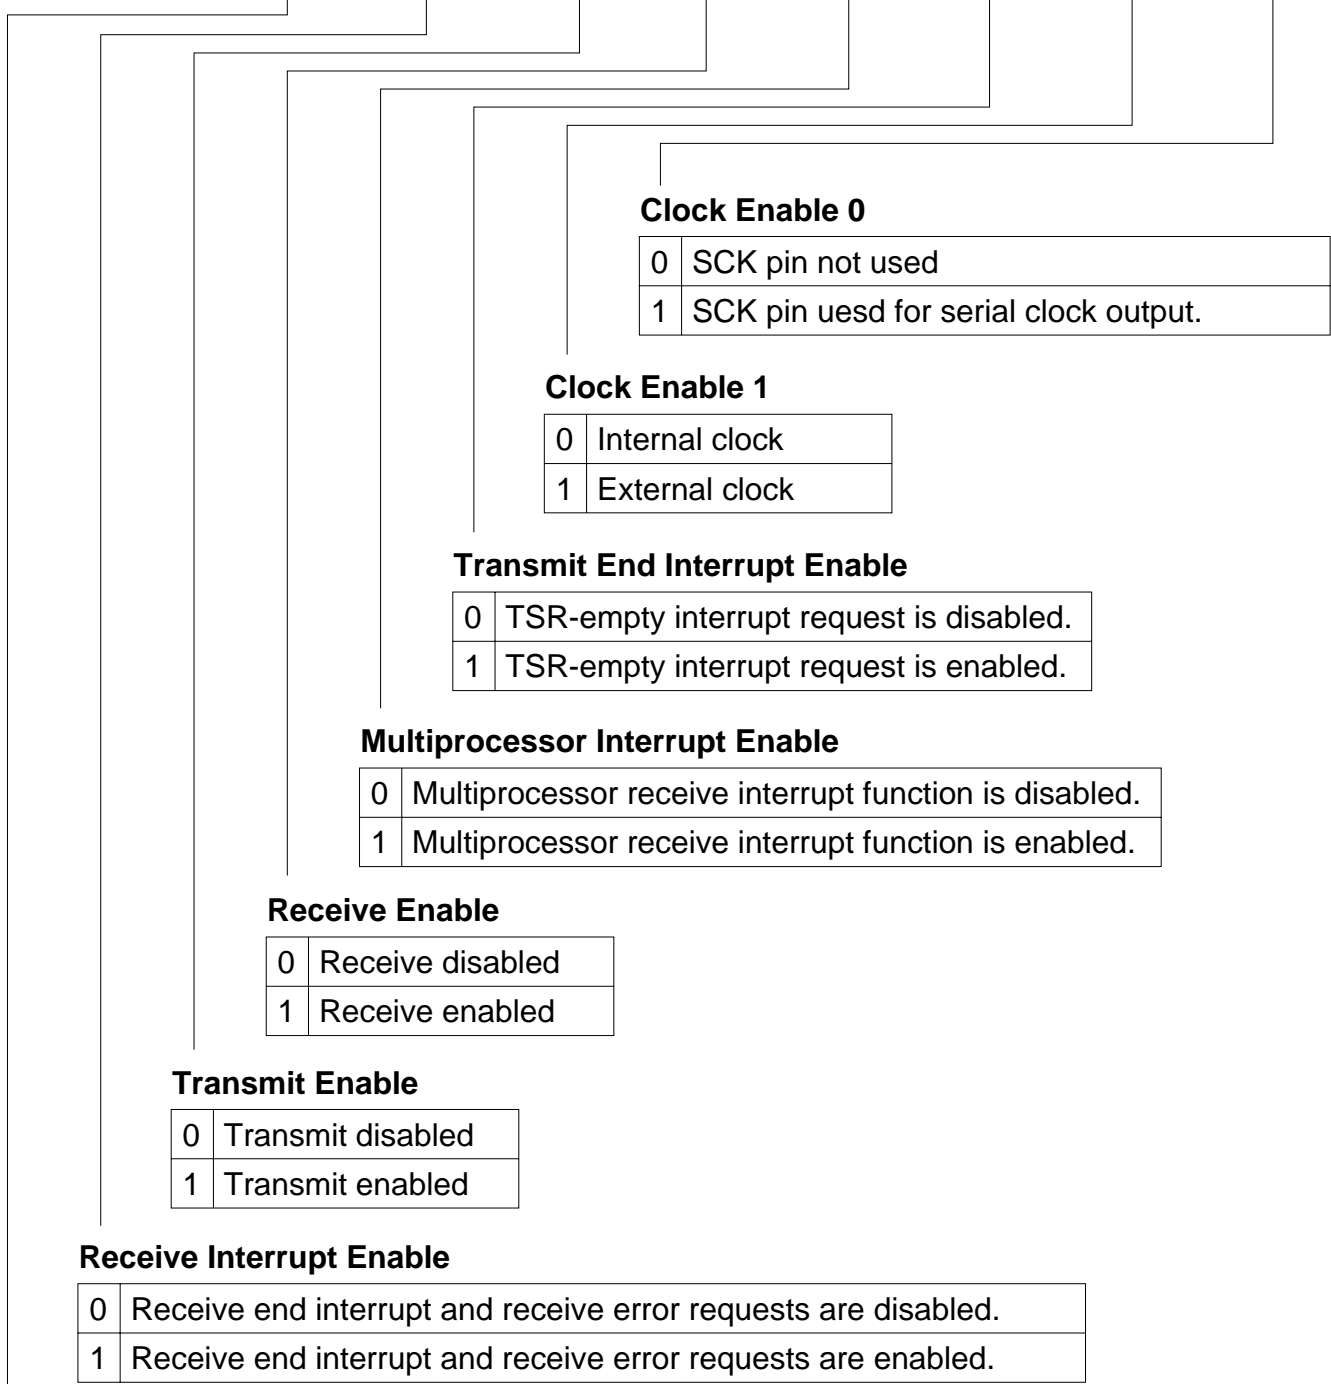 Clock Enable 0
0 SCK pin not used
1 SCK pin uesd for serial clock output.
Clock Enable 1
0 Internal clock
1 External clock
Transmit End Interrupt Enable
0 TSR-empty interrupt request is disabled.
1 TSR-empty interrupt request is enabled.
Multiprocessor Interrupt Enable
0 Multiprocessor receive interrupt function is disabled.
1 Multiprocessor receive interrupt function is enabled.
Receive Enable
0 Receive disabled
1 Receive enabled
Transmit Enable
0 Transmit disabled
1 Transmit enabled
Receive Interrupt Enable
0 Receive end interrupt and receive error requests are disabled.
1 Receive end interrupt and receive error requests are enabled.